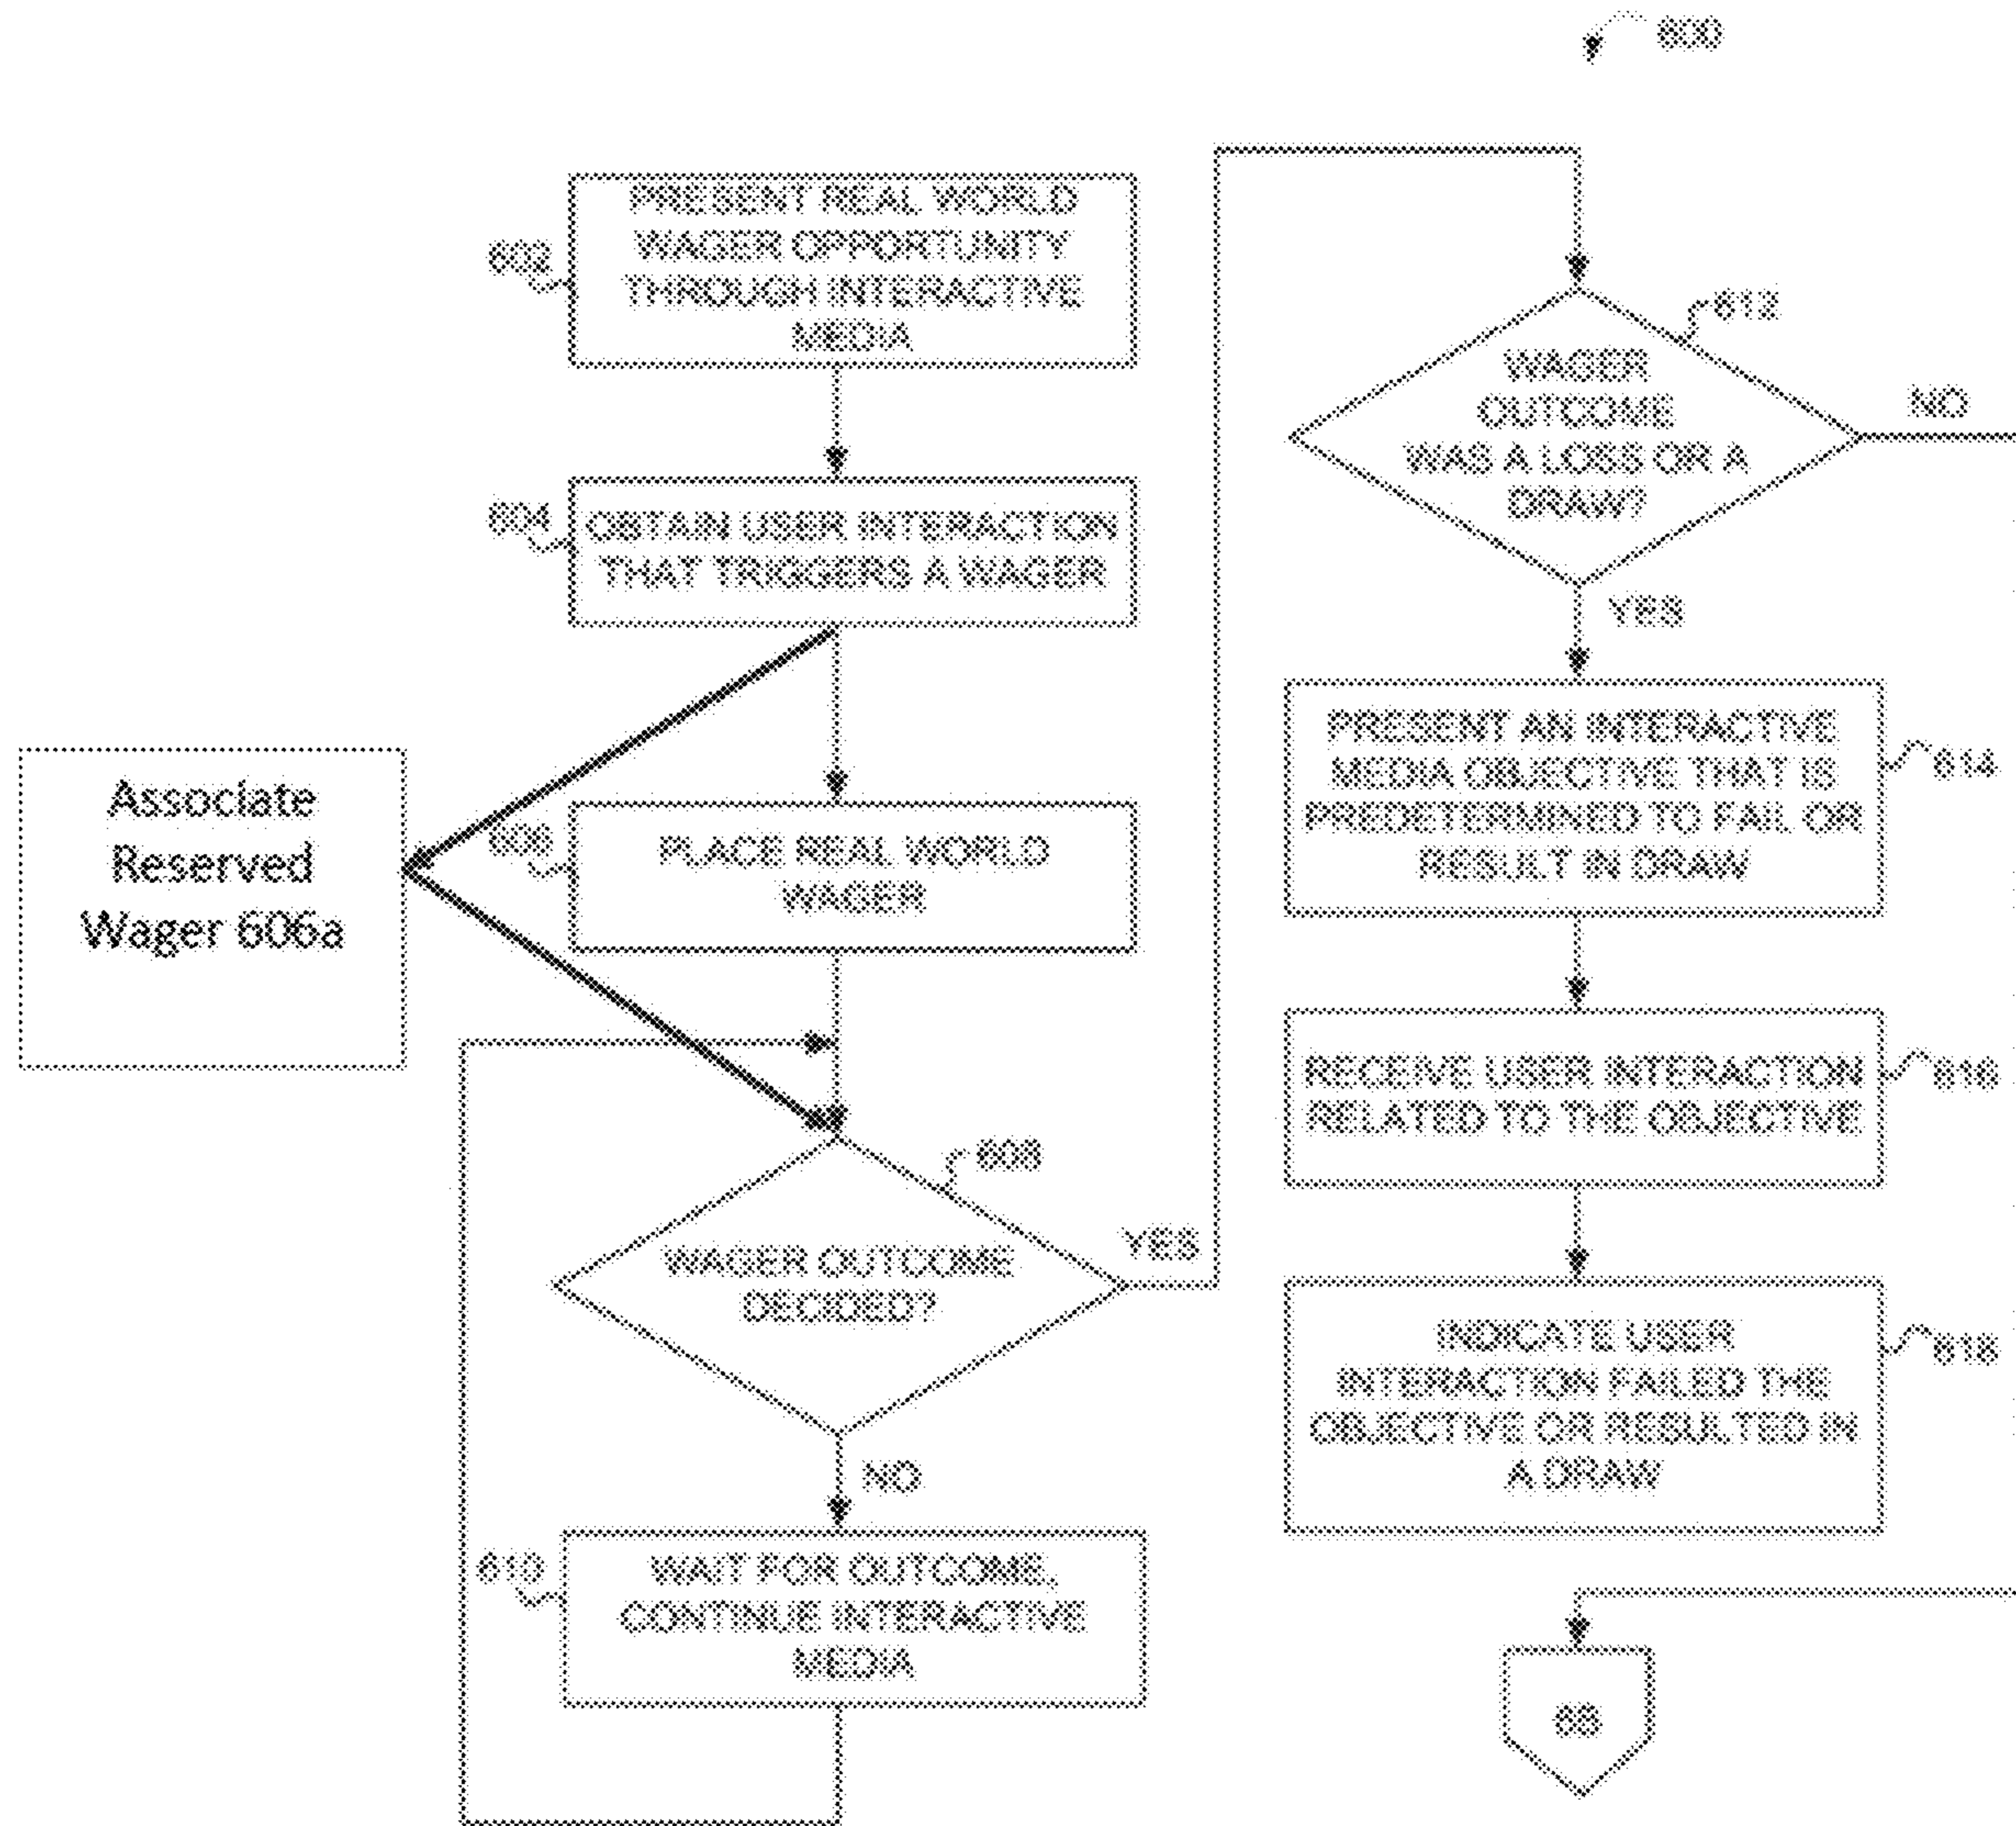 600
602
PRESENT REAL WORLD
WAGER OPPORTUNITY
THROUGH INTERACTIVE
MEDIA
604
OBTAIN USER INTERACTION
THAT TRIGGERS A WAGER
Associate
Reserved
Wager 606a
606
PLACE REAL WORLD
WAGER
608
WAGER OUTCOME
DECIDED?
YES
NO
610
WAIT FOR OUTCOME,
CONTINUE INTERACTIVE
MEDIA
612
WAGER
OUTCOME
WAS A LOSS OR A
DRAW?
NO
YES
PRESENT AN INTERACTIVE
MEDIA OBJECTIVE THAT IS
PREDETERMINED TO FAIL OR
RESULT IN DRAW
614
RECEIVE USER INTERACTION
RELATED TO THE OBJECTIVE
616
INDICATE USER
INTERACTION FAILED THE
OBJECTIVE OR RESULTED IN
A DRAW
618
6B